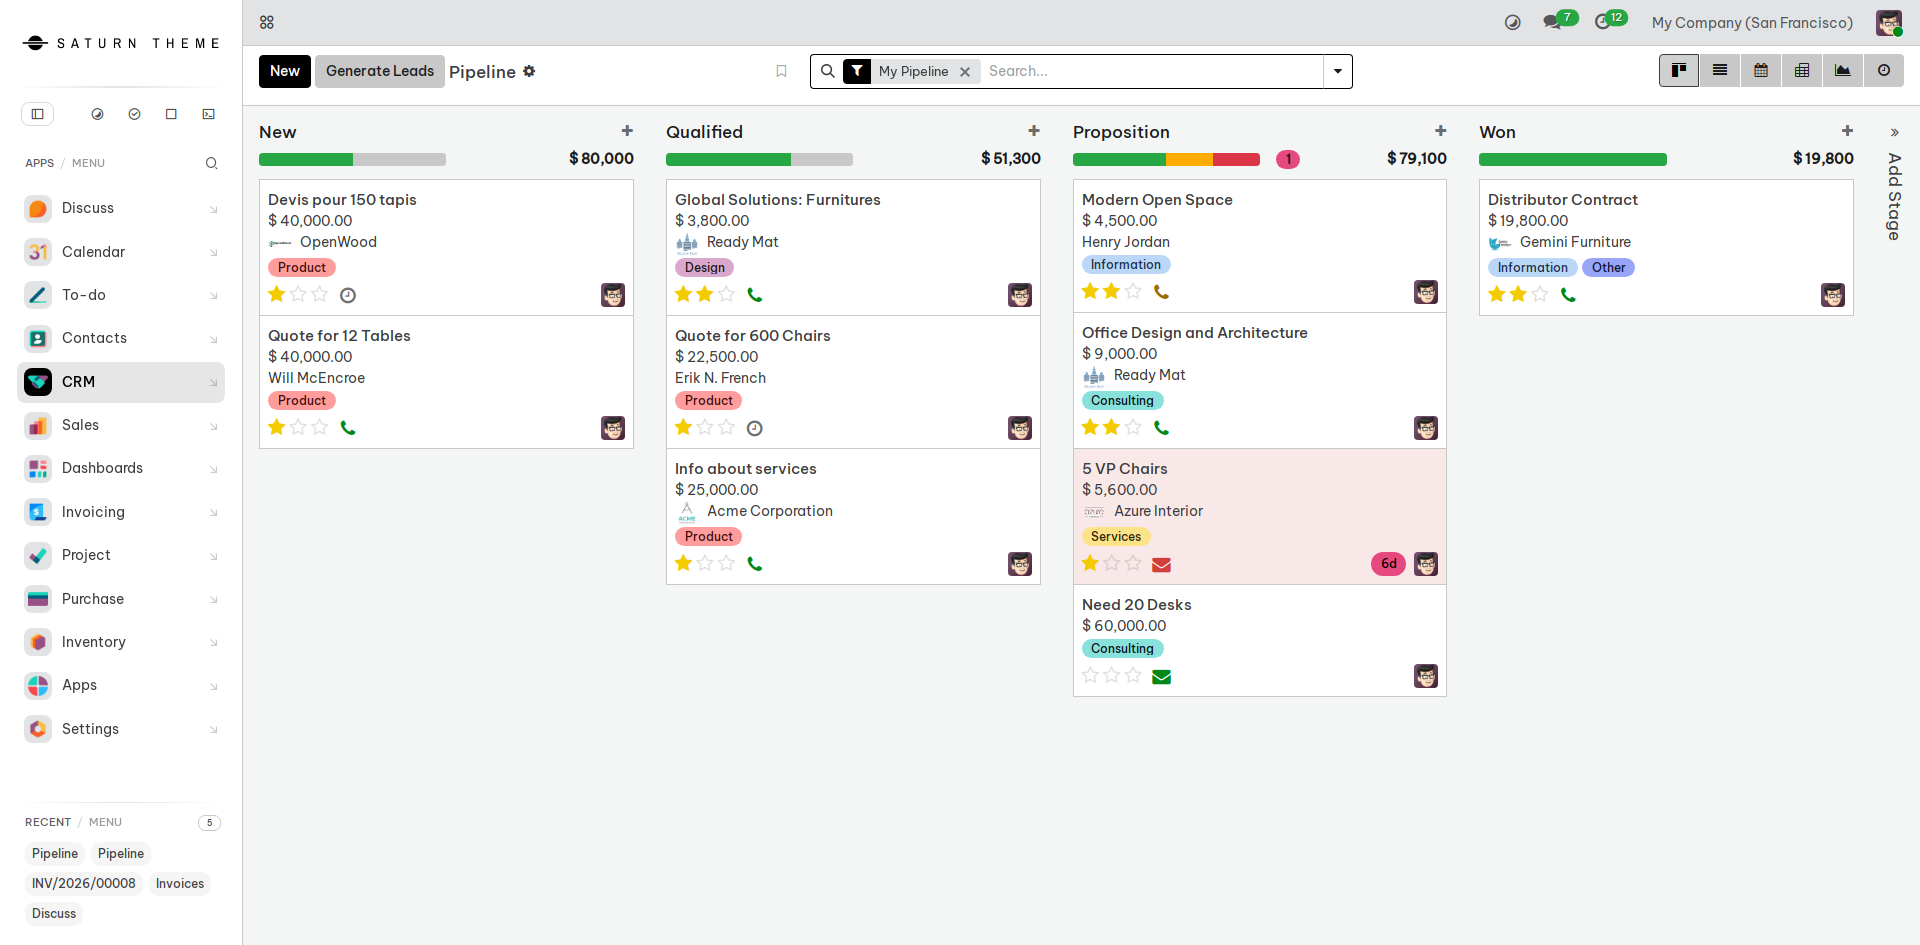 SATURN THEME
7
12
My Company (San Francisco)
New
Generate Leads
Pipeline
My Pipeline
Search...
APPS / MENU
Discuss
Calendar
To-do
Contacts
CRM
Sales
Dashboards
Invoicing
Project
Purchase
Inventory
Apps
Settings
RECENT / MENU
5
Pipeline
Pipeline
INV/2026/00008
Invoices
Discuss
New
$ 80,000
Devis pour 150 tapis
$ 40,000.00
OpenWood
Product
Quote for 12 Tables
$ 40,000.00
Will McEncroe
Product
Qualified
$ 51,300
Global Solutions: Furnitures
$ 3,800.00
Ready Mat
Design
Quote for 600 Chairs
$ 22,500.00
Erik N. French
Product
Info about services
$ 25,000.00
ACME
Acme Corporation
Product
Proposition
1
$ 79,100
Modern Open Space
$ 4,500.00
Henry Jordan
Information
Office Design and Architecture
$ 9,000.00
Ready Mat
Consulting
5 VP Chairs
$ 5,600.00
azure
Azure Interior
Services
6d
Need 20 Desks
$ 60,000.00
Consulting
Won
$ 19,800
Distributor Contract
$ 19,800.00
Gemini Furniture
Information
Other
Add Stage